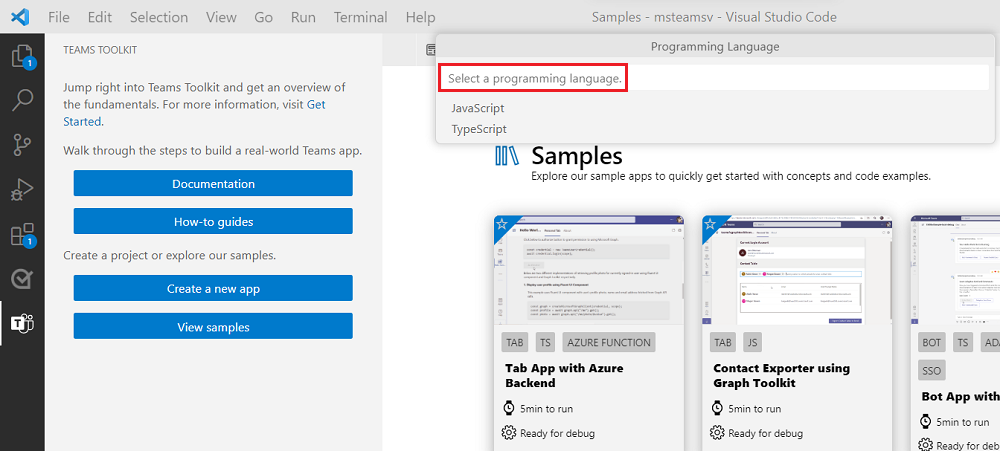 File Edit Selection View Go Run Terminal Help Samples - msteamsv - Visual Studio Code
TEAMS TOOLKIT
Programming Language
Select a programming language.
JavaScript
TypeScript
1
1
Jump right into Teams Toolkit and get an overview of
the fundamentals. For more information, visit Get
Started.
Walk through the steps to build a real-world Teams app.
Documentation
How-to guides
Create a project or explore our samples.
Create a new app
View samples
Samples
Explore our sample apps to quickly get started with concepts and code examples.
TAB TS AZURE FUNCTION
Tab App with Azure
Backend
5min to run
Ready for debug
TAB JS
Contact Exporter using
Graph Toolkit
5min to run
Ready for debug
BOT TS ADA
SSO
Bot App with
5min to run
Ready for debug